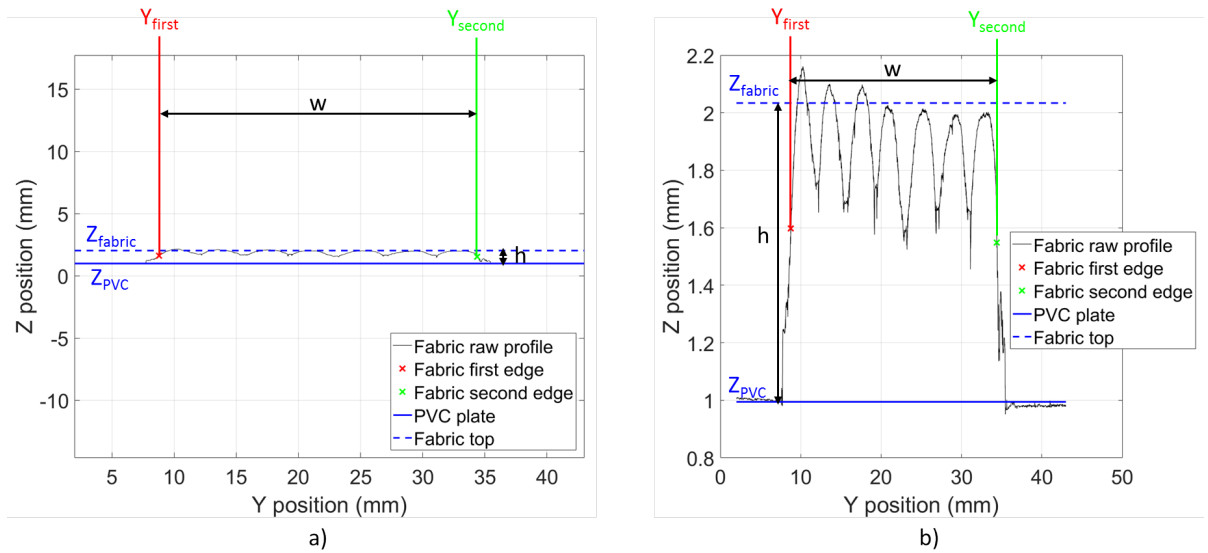 Y_first
Y_second
15
10
5
0
-5
-10
Z position (mm)
w
Z_fabric
h
Z_PVC
Fabric raw profile
Fabric first edge
Fabric second edge
PVC plate
Fabric top
5 10 15 20 25 30 35 40
Y position (mm)
a)
Y_first
Y_second
2.2
2
1.8
1.6
1.4
1.2
1
0.8
Z position (mm)
w
Z_fabric
h
Z_PVC
Fabric raw profile
Fabric first edge
Fabric second edge
PVC plate
Fabric top
0 10 20 30 40 50
Y position (mm)
b)